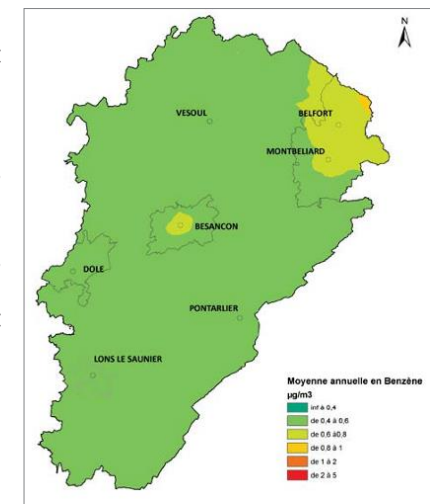 N
VESOUL
BELFORT
MONTBELIARD
BESANCON
DOLE
PONTARLIER
LONS LE SAUNIER
Moyenne annuelle en Benzène
µg/m3
inf à 0,4
de 0,4 à 0,6
de 0,6 à 0,8
de 0,8 à 1
de 1 à 2
de 2 à 5